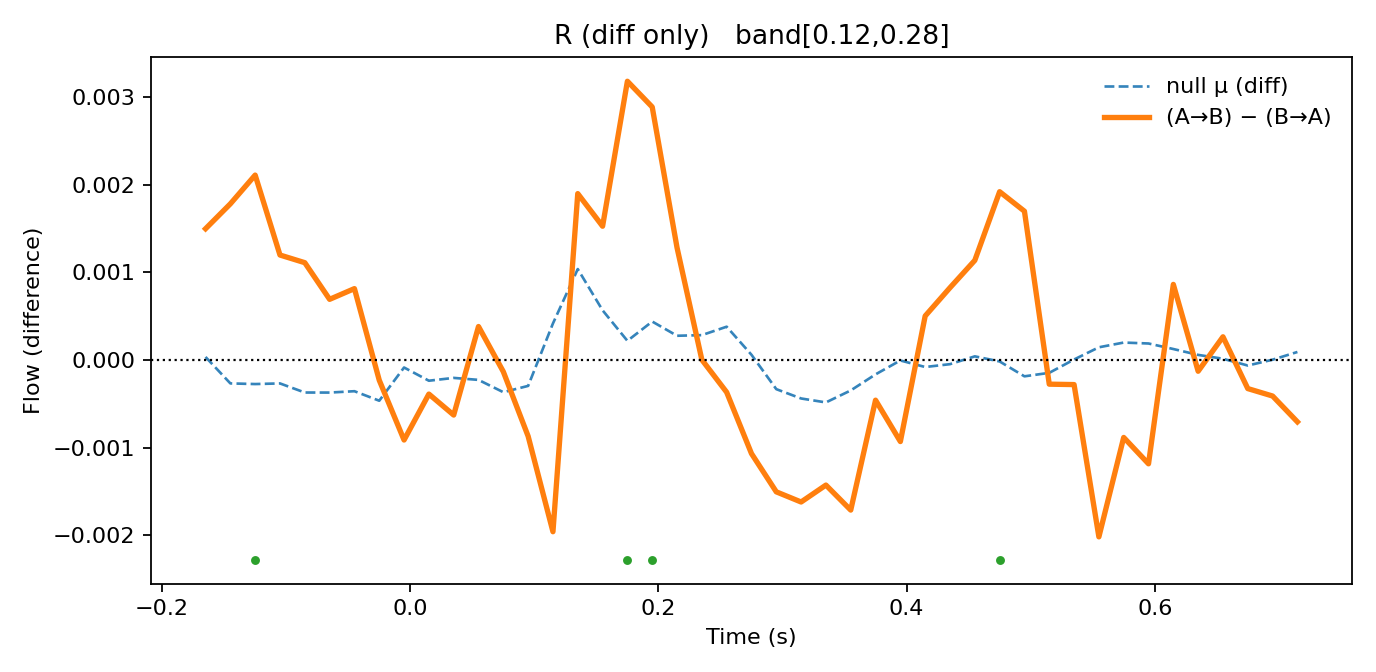 R (diff only)   band[0.12,0.28]
null μ (diff)
(A→B) − (B→A)
Flow (difference)
0.003
0.002
0.001
0.000
−0.001
−0.002
−0.2
0.0
0.2
0.4
0.6
Time (s)